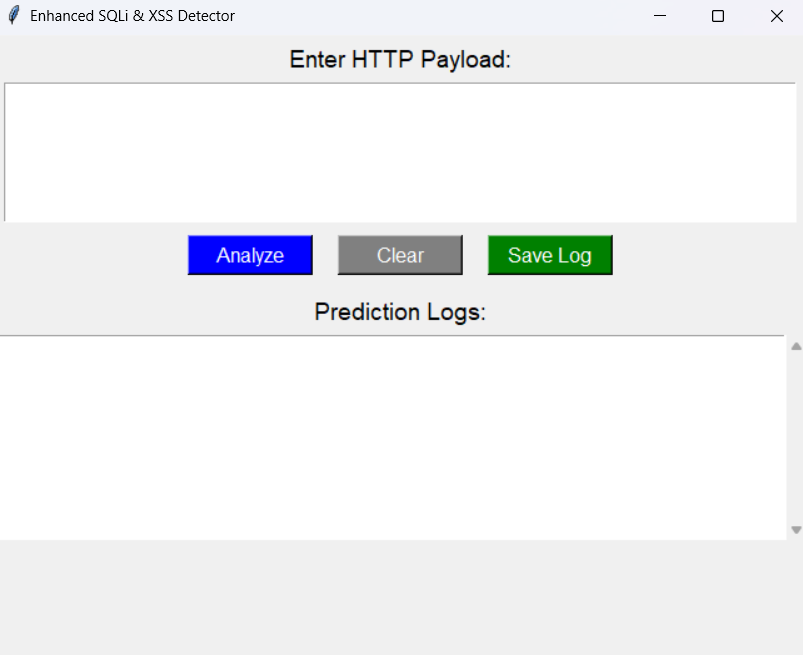 Enhanced SQLi & XSS Detector
Enter HTTP Payload:
Analyze Clear Save Log
Prediction Logs: